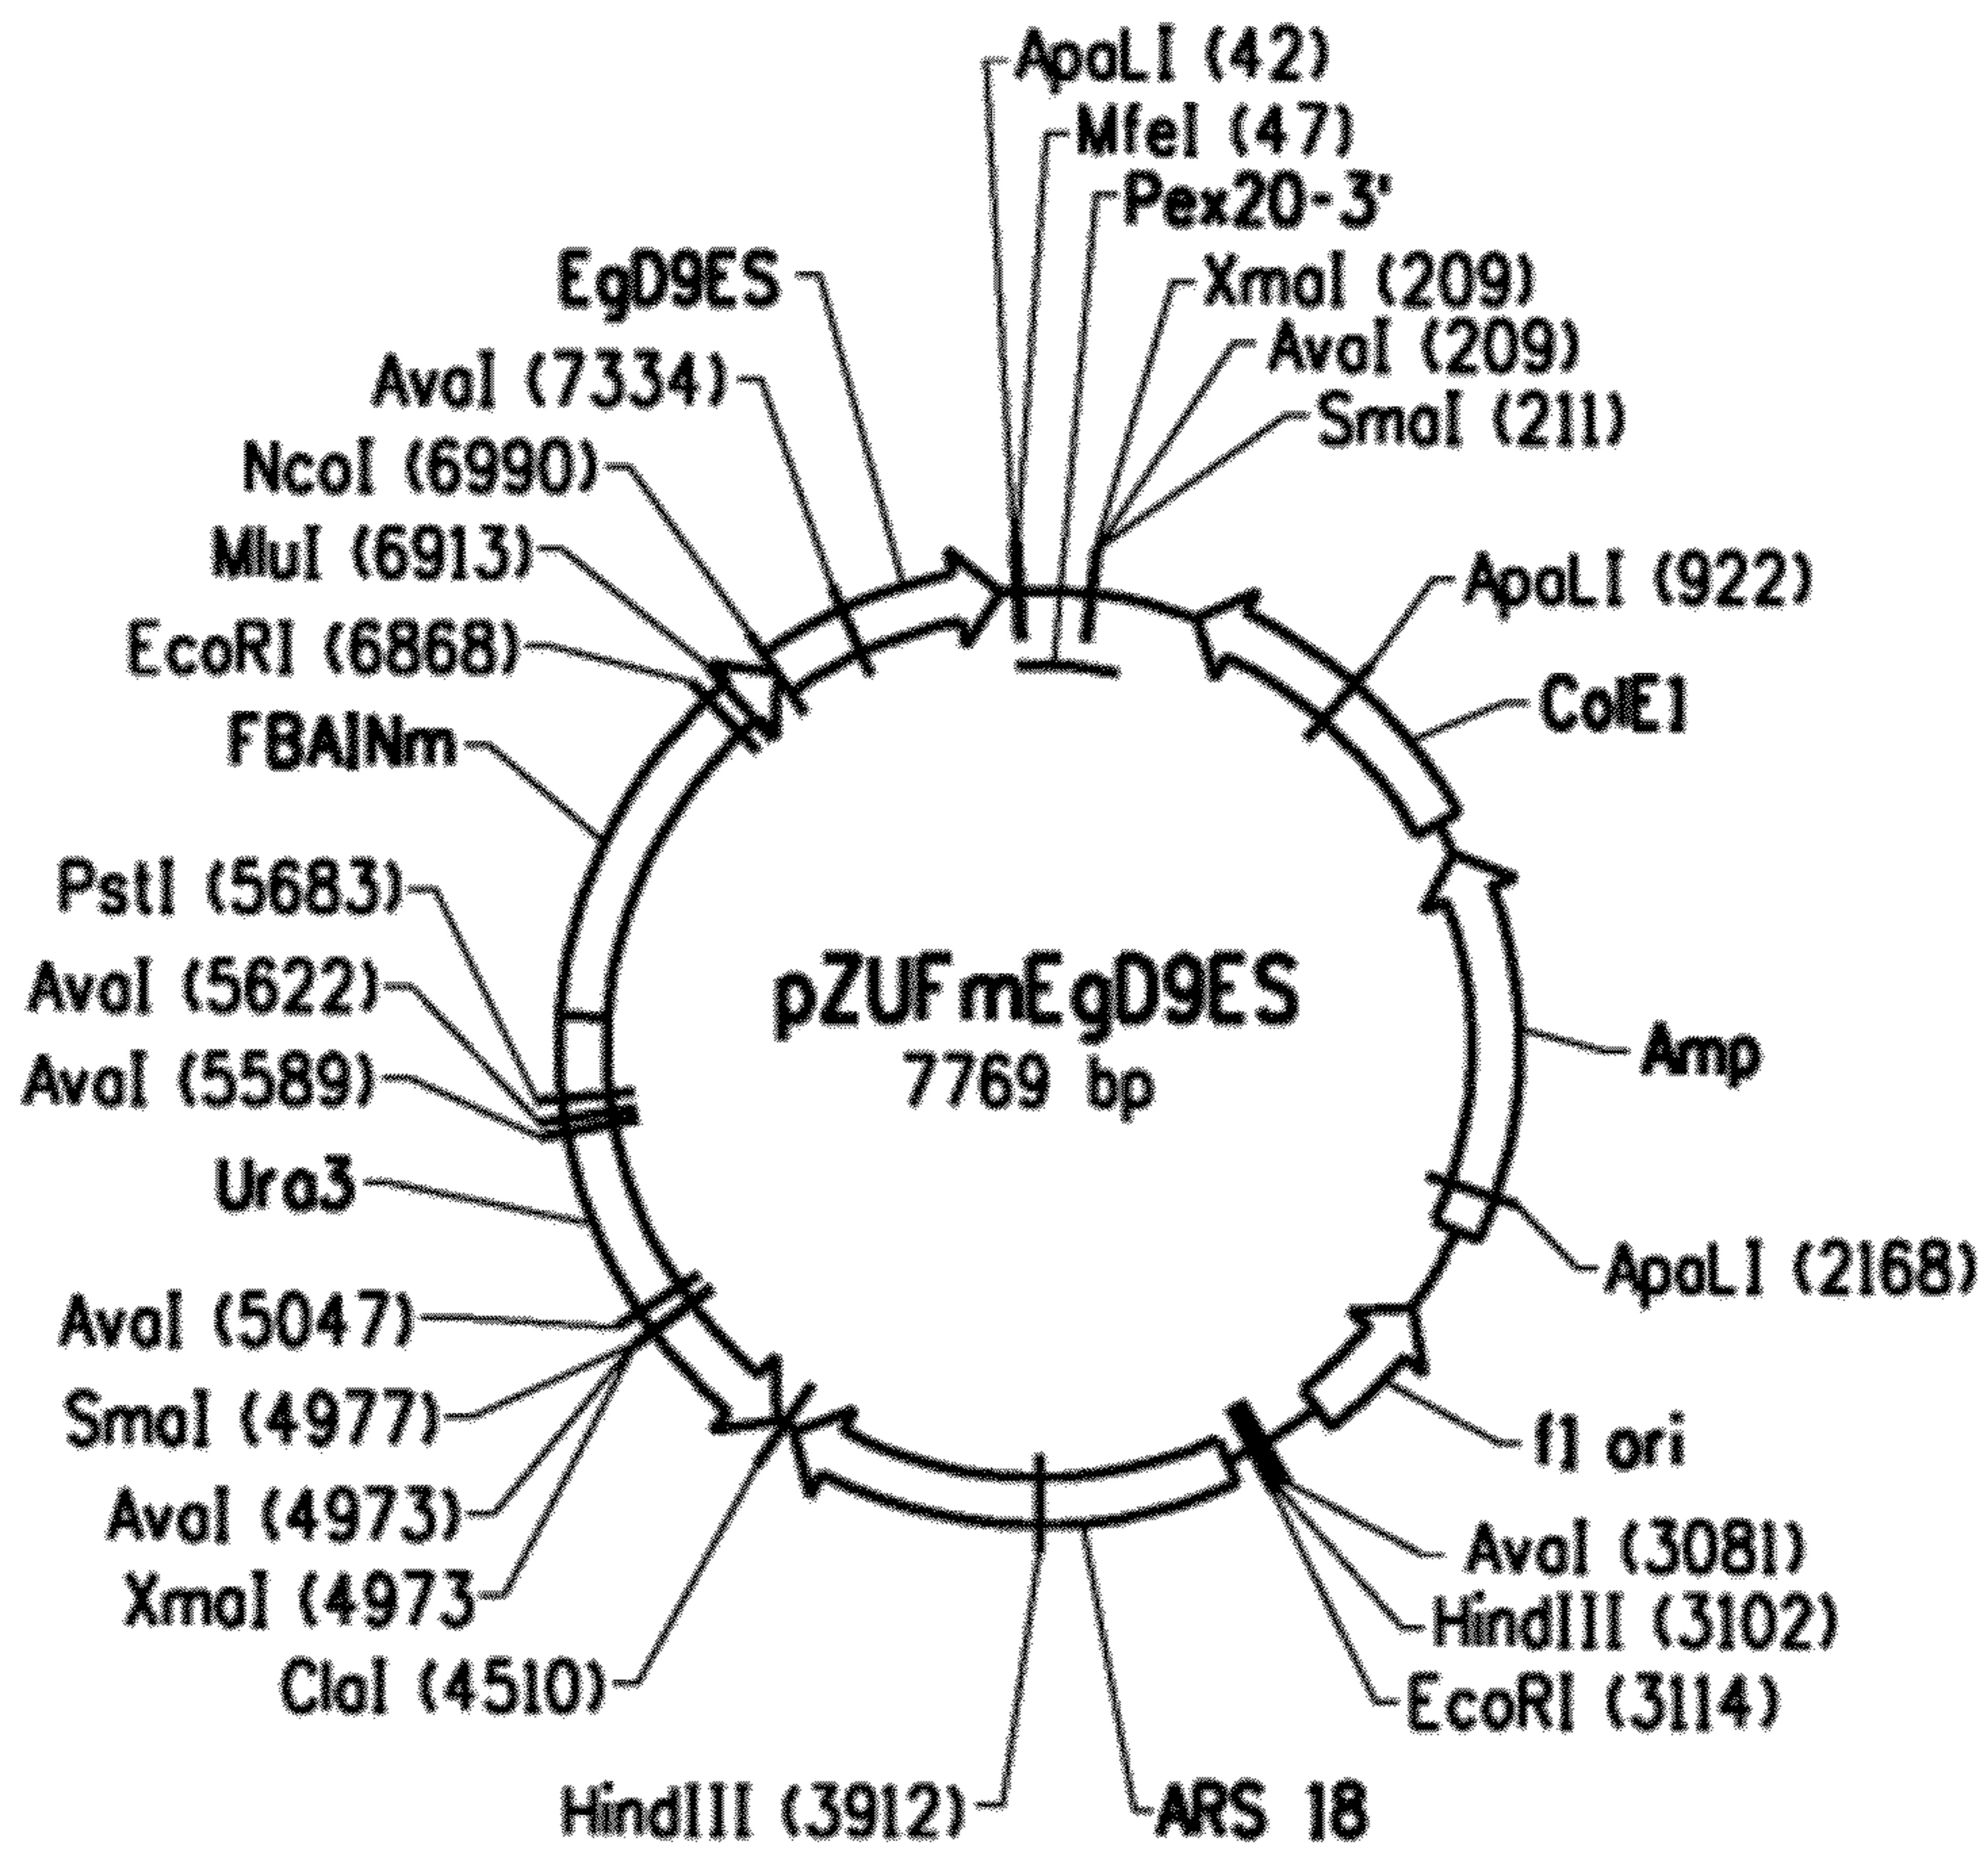 ApaLI (42)
MfeI (47)
Pex20-3'
XmaI (209)
AvaI (209)
SmaI (211)
ApaLI (922)
ColE1
Amp
ApaLI (2168)
f1 ori
AvaI (3081)
HindIII (3102)
EcoRI (3114)
ARS 18
HindIII (3912)
ClaI (4510)
XmaI (4973
AvaI (4973)
SmaI (4977)
AvaI (5047)
Ura3
AvaI (5589)
AvaI (5622)
PstI (5683)
FBAINm
EcoRI (6868)
MluI (6913)
NcoI (6990)
AvaI (7334)
EgD9ES
pZUFmEgD9ES
7769 bp